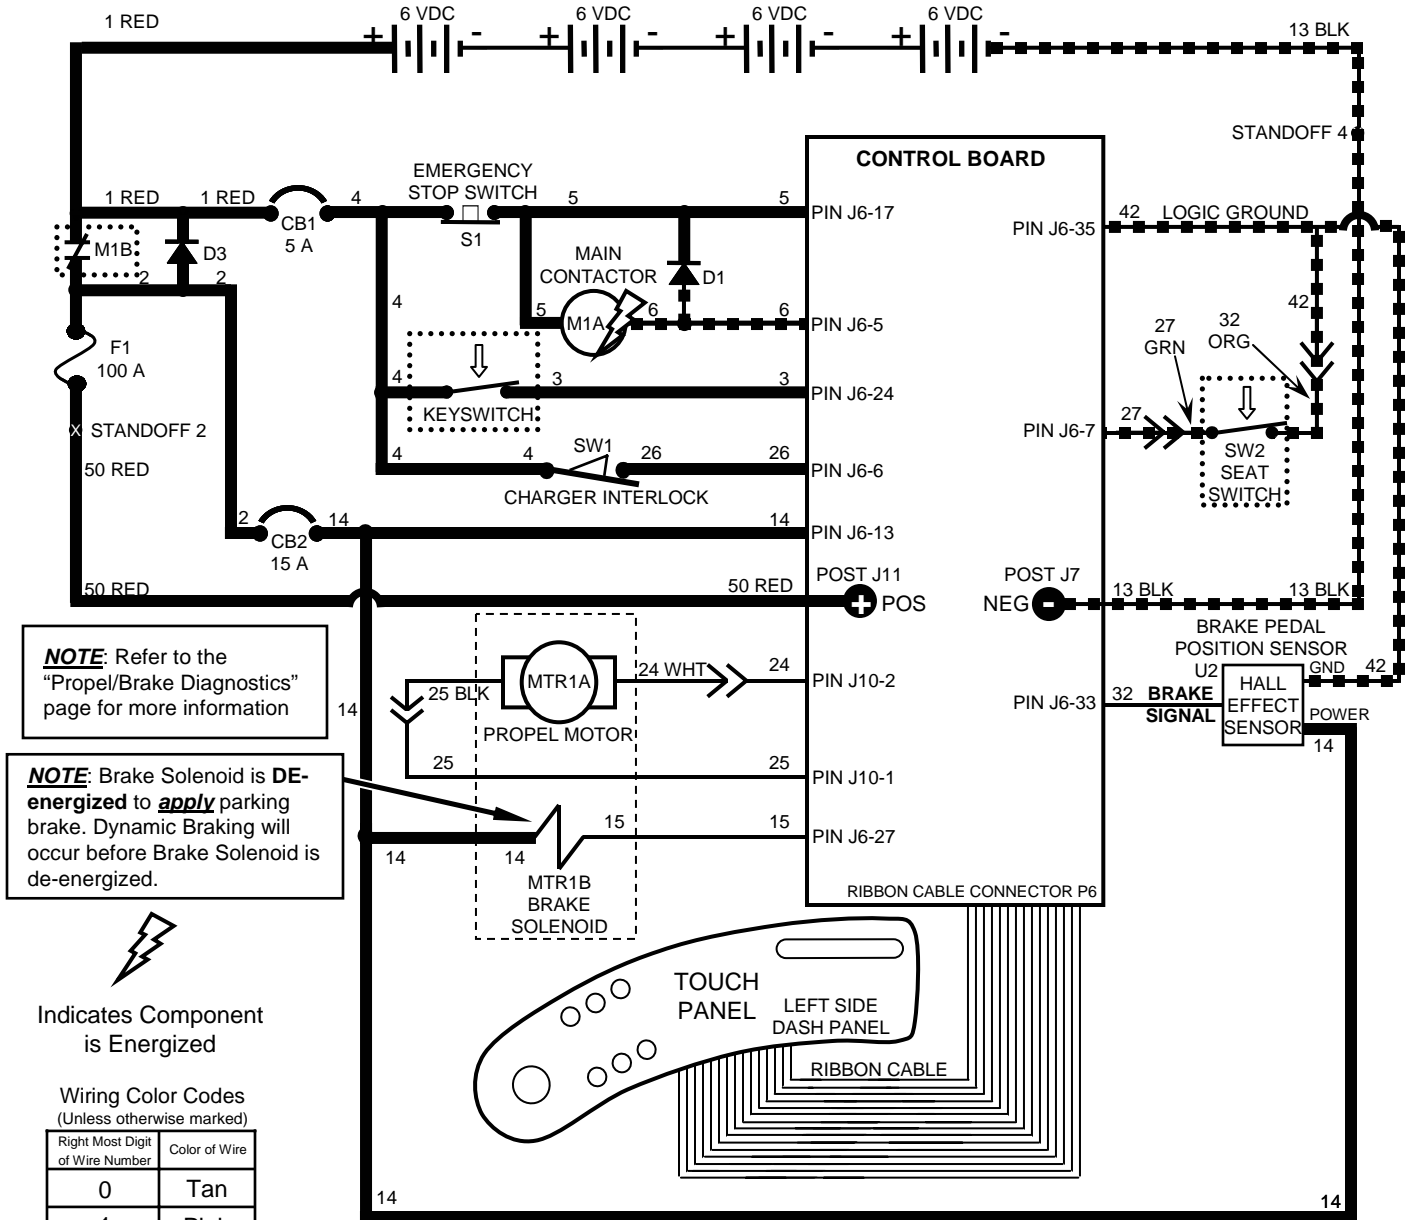 1 RED
6 VDC 6 VDC 6 VDC 6 VDC
13 BLK
+ - + - + - + -
STANDOFF 4
CONTROL BOARD
EMERGENCY
STOP SWITCH
1 RED 1 RED 4 5 5 PIN J6-17
CB1
5 A
S1
PIN J6-35 42 LOGIC GROUND
M1B D3
2 2
MAIN
CONTACTOR
D1
4
5 M1A 6 6 PIN J6-5
42
F1
100 A
27
GRN
32
ORG
4 3 3 PIN J6-24
KEYSWITCH
X STANDOFF 2
PIN J6-7 27
SW2
SEAT
SWITCH
50 RED
4 4 SW1 26 26 PIN J6-6
CHARGER INTERLOCK
2 14 14 PIN J6-13
CB2
15 A
50 RED 50 RED POST J11
+ POS
POST J7
NEG -
13 BLK 13 BLK
NOTE: Refer to the
“Propel/Brake Diagnostics”
page for more information
BRAKE PEDAL
POSITION SENSOR
U2 GND 42
HALL
EFFECT
SENSOR
POWER
14
PIN J6-33 32 BRAKE
SIGNAL
MTR1A
24 WHT 24 PIN J10-2
25 BLK
PROPEL MOTOR
14
25 25 PIN J10-1
NOTE: Brake Solenoid is DE-
energized to apply parking
brake. Dynamic Braking will
occur before Brake Solenoid is
de-energized.
14 14 15 15 PIN J6-27
MTR1B
BRAKE
SOLENOID
RIBBON CABLE CONNECTOR P6
TOUCH
PANEL
LEFT SIDE
DASH PANEL
RIBBON CABLE
Indicates Component
is Energized
Wiring Color Codes
(Unless otherwise marked)
Right Most Digit
of Wire Number
Color of Wire
0 Tan
14 14